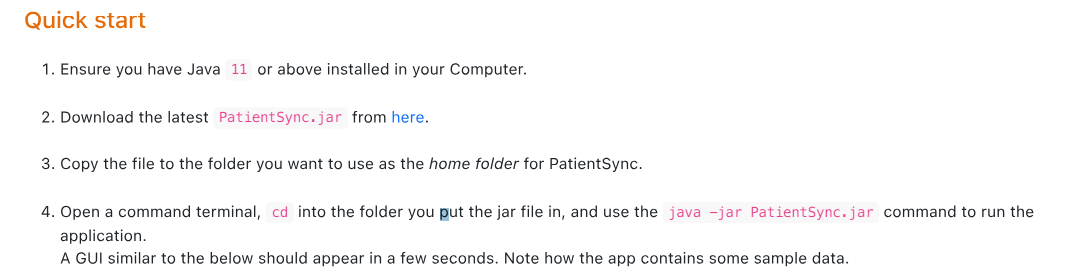 Quick start
1. Ensure you have Java 11 or above installed in your Computer.
2. Download the latest PatientSync.jar from here.
3. Copy the file to the folder you want to use as the home folder for PatientSync.
4. Open a command terminal, cd into the folder you put the jar file in, and use the java -jar PatientSync.jar command to run the
application.
A GUI similar to the below should appear in a few seconds. Note how the app contains some sample data.